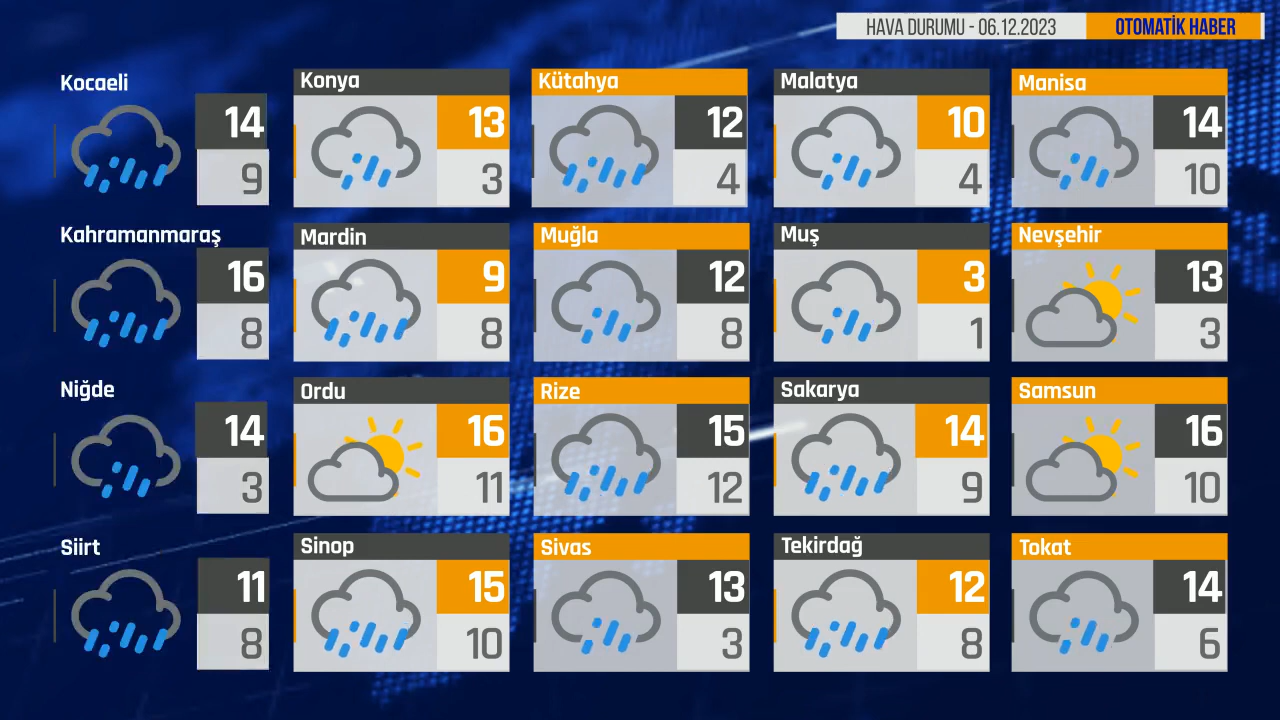 HAVA DURUMU - 06.12.2023
OTOMATİK HABER
Kocaeli
14
9
Konya
13
3
Kütahya
12
4
Malatya
10
4
Manisa
14
10
Kahramanmaraş
16
8
Mardin
9
8
Muğla
12
8
Muş
3
1
Nevşehir
13
3
Niğde
14
3
Ordu
16
11
Rize
15
12
Sakarya
14
9
Samsun
16
10
Siirt
11
8
Sinop
15
10
Sivas
13
3
Tekirdağ
12
8
Tokat
14
6